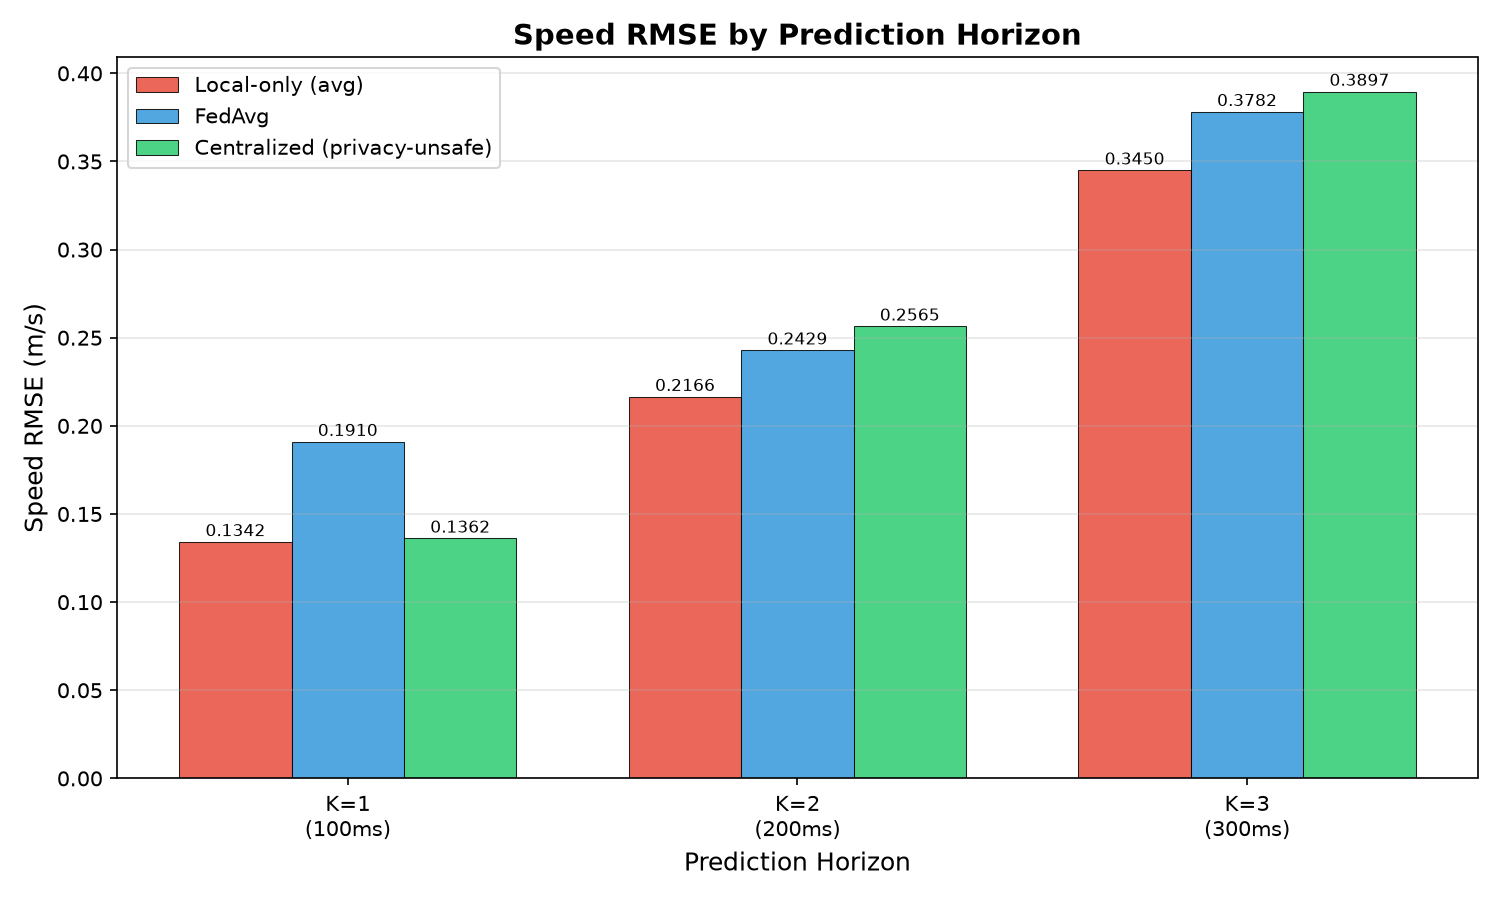 Speed RMSE by Prediction Horizon
Local-only (avg)
FedAvg
Centralized (privacy-unsafe)
Speed RMSE (m/s)
0.40
0.35
0.30
0.25
0.20
0.15
0.10
0.05
0.00
0.1342
0.1910
0.1362
0.2166
0.2429
0.2565
0.3450
0.3782
0.3897
K=1
(100ms)
K=2
(200ms)
K=3
(300ms)
Prediction Horizon